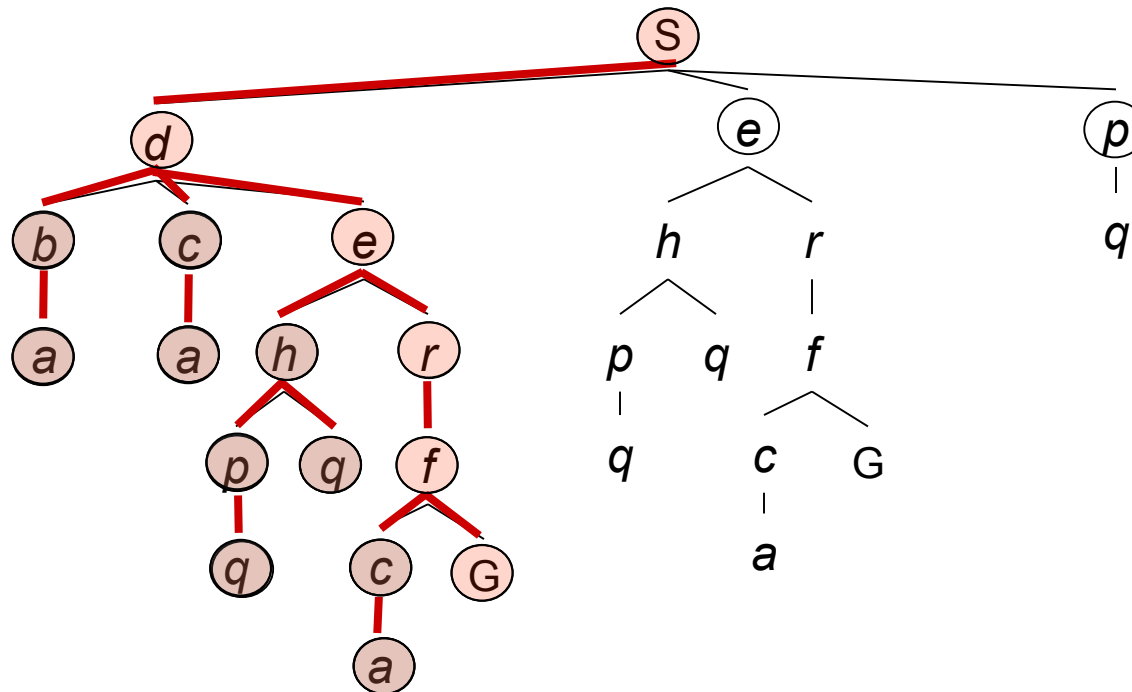 S
d e p
b c e h r q
a a h r p q f
p q f q c G
q c G a
a